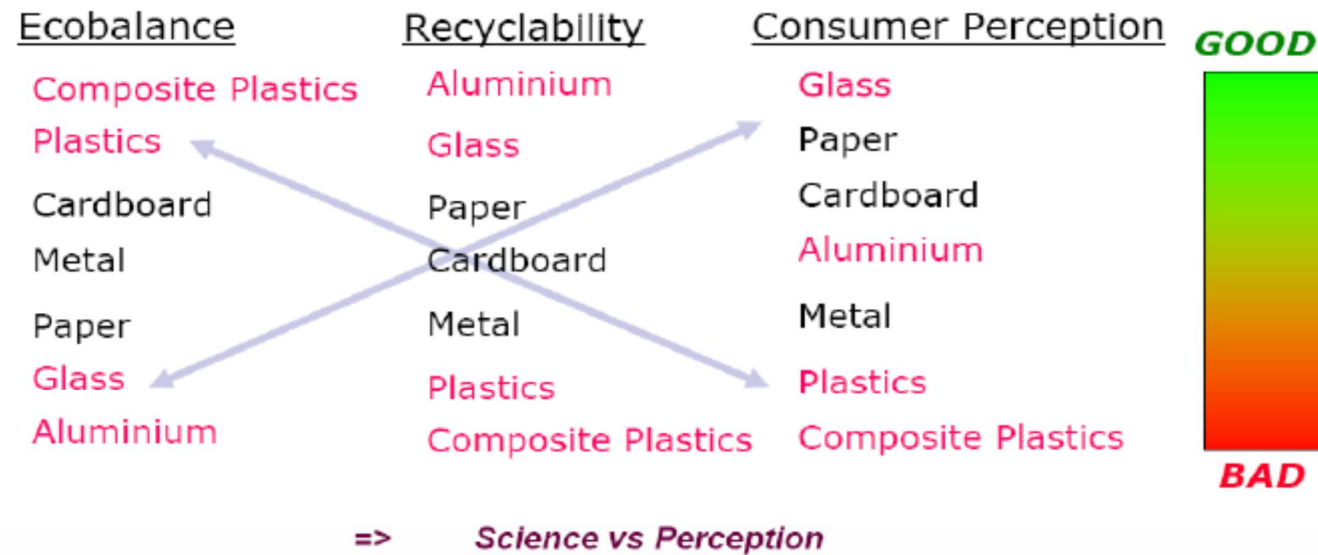 Ecobalance
Composite Plastics
Plastics
Cardboard
Metal
Paper
Glass
Aluminium
Recyclability
Aluminium
Glass
Paper
Cardboard
Metal
Plastics
Composite Plastics
Consumer Perception
Glass
Paper
Cardboard
Aluminium
Metal
Plastics
Composite Plastics
GOOD
BAD
=> Science vs Perception